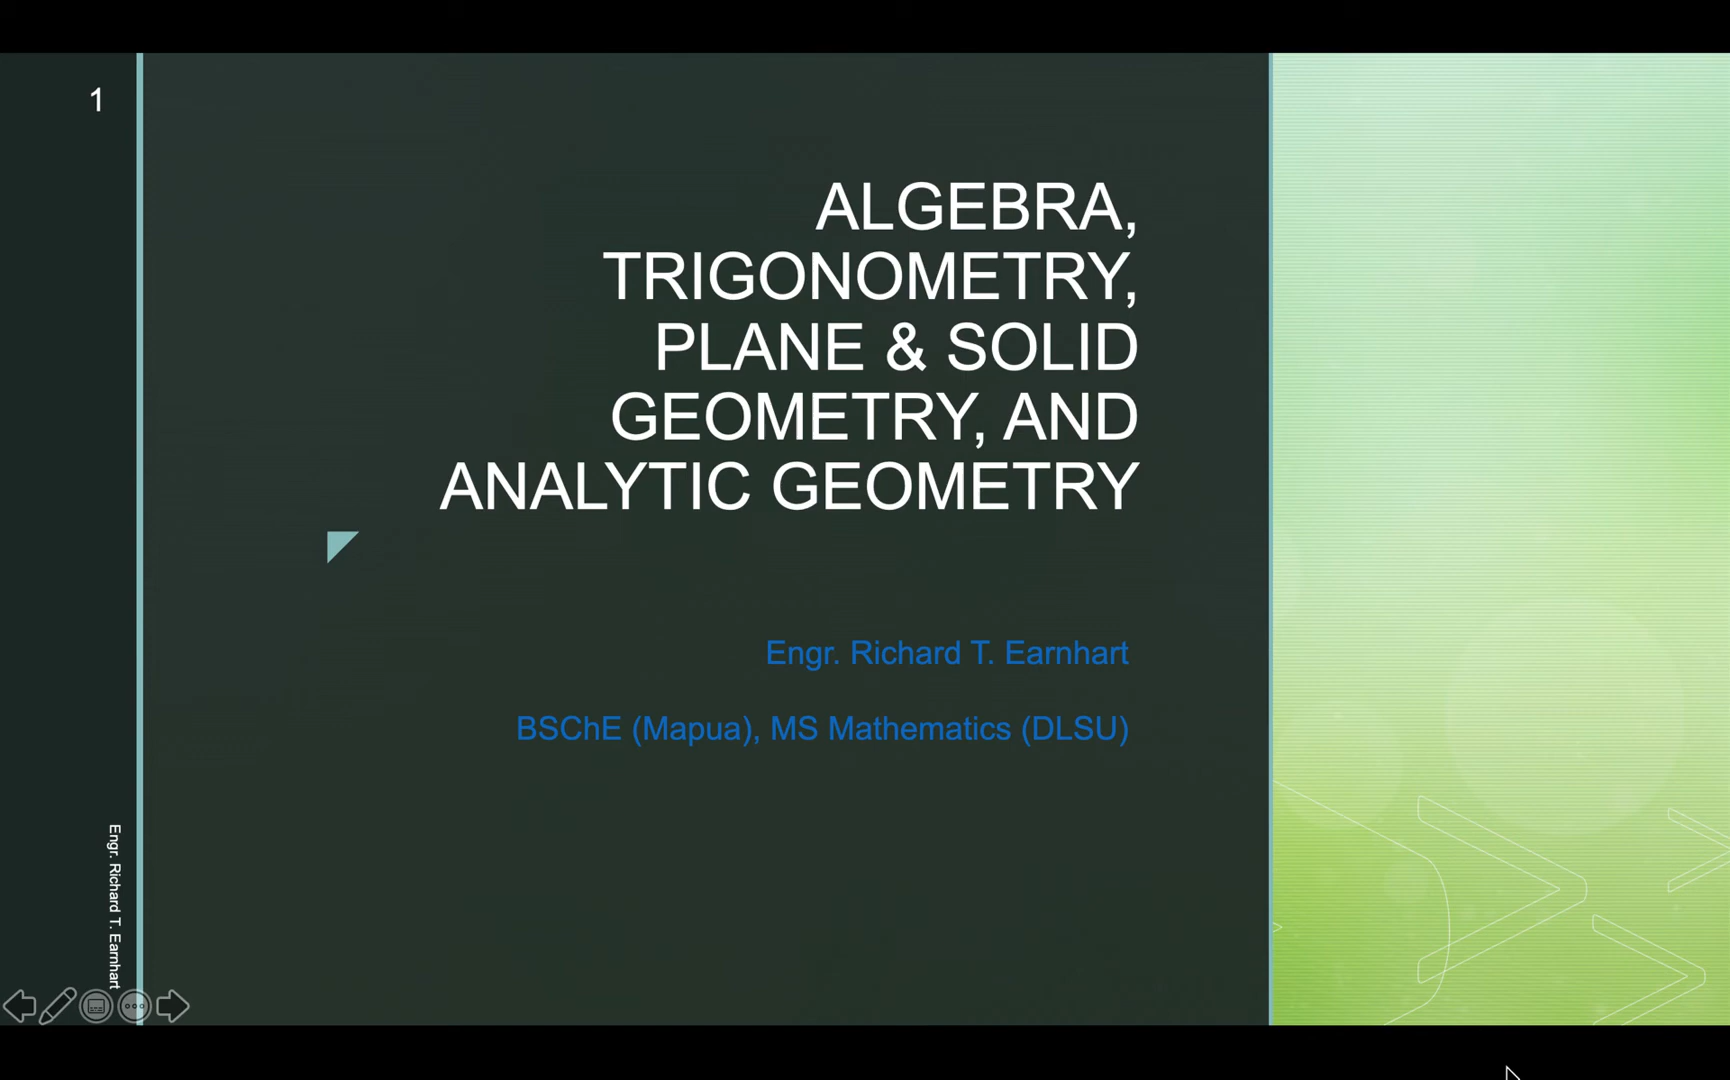 1
ALGEBRA,
TRIGONOMETRY,
PLANE & SOLID
GEOMETRY, AND
ANALYTIC GEOMETRY
Engr. Richard T. Earnhart
BSChE (Mapua), MS Mathematics (DLSU)
Engr. Richard T. Earnhart